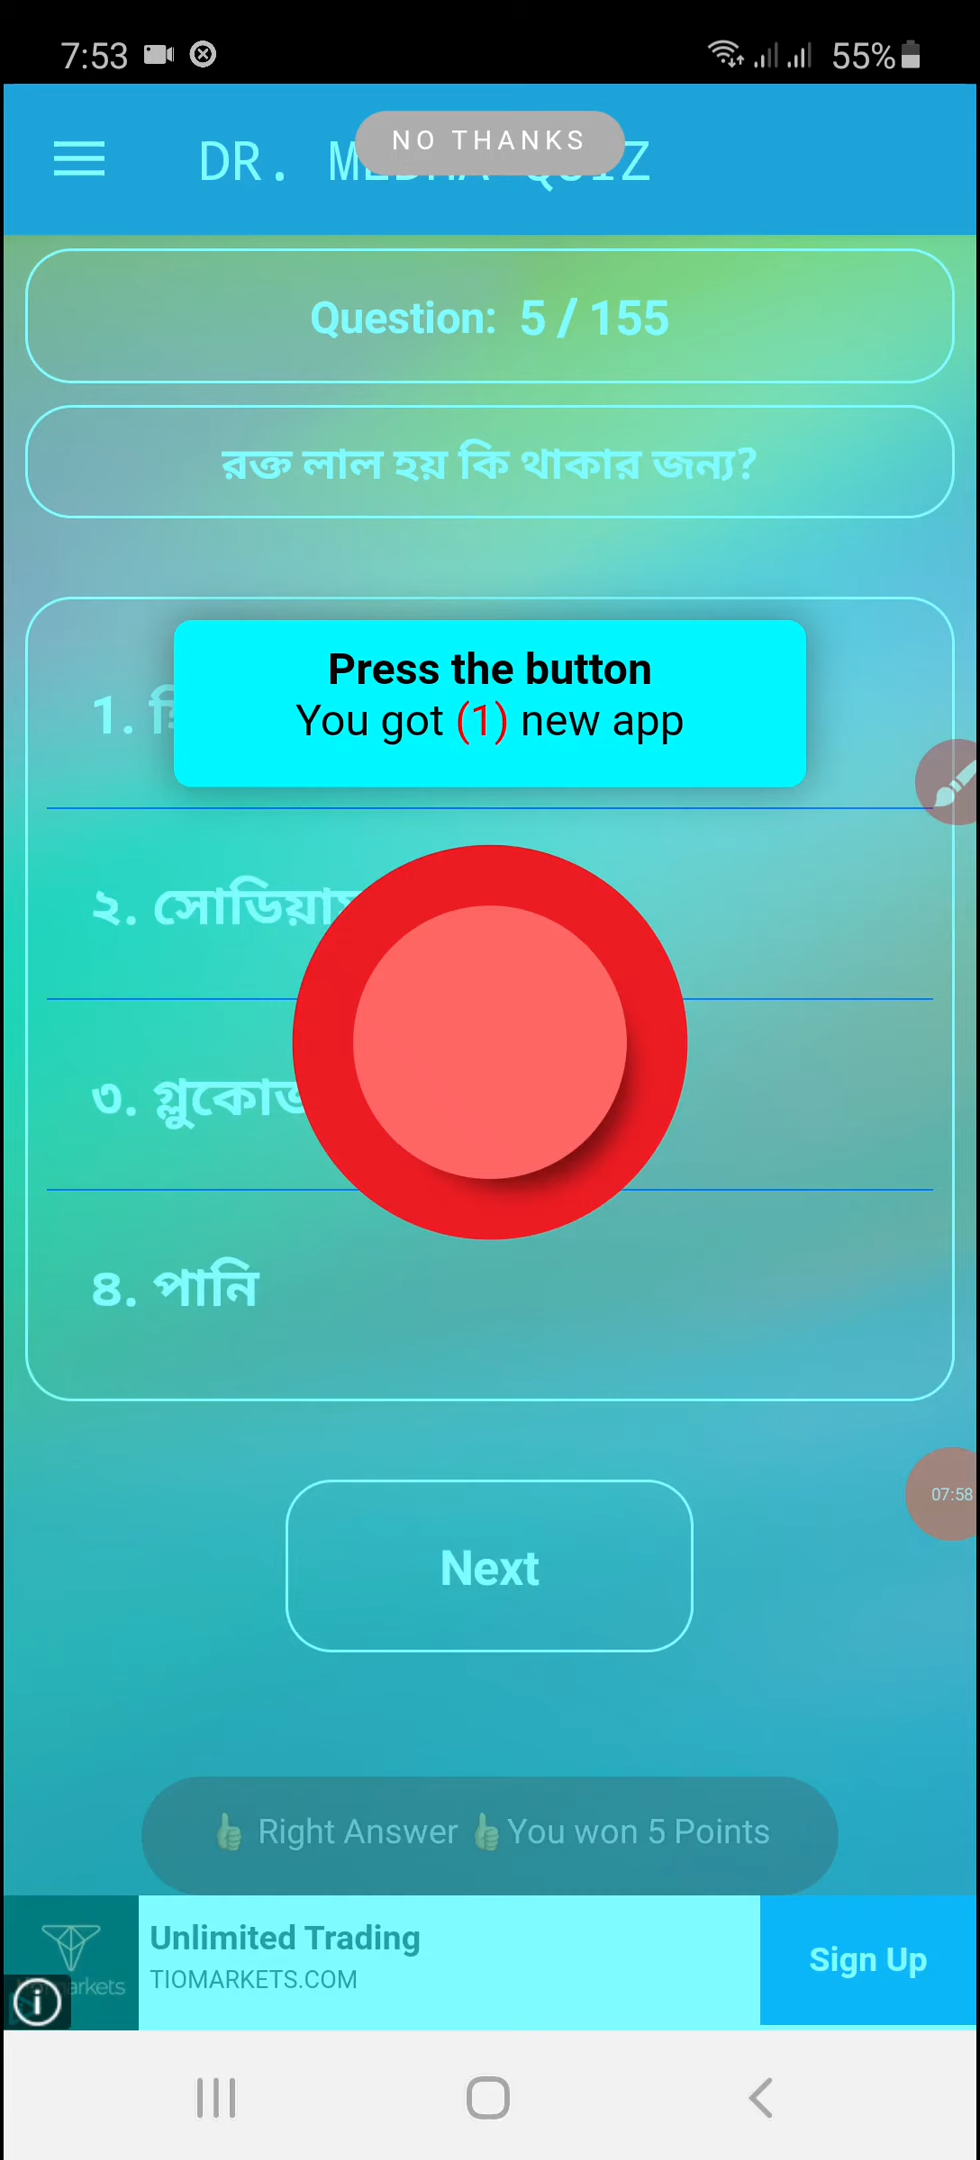 7:53
55%
NO THANKS
DR.
Question: 5 / 155
রক্ত লাল হয় কি থাকার জন্য?
Press the button
You got (1) new app
1.
২. সোডিয়াম
৩.
৪. পানি
07:58
Next
👍 Right Answer 👍You won 5 Points
Unlimited Trading
TIOMARKETS.COM
Sign Up